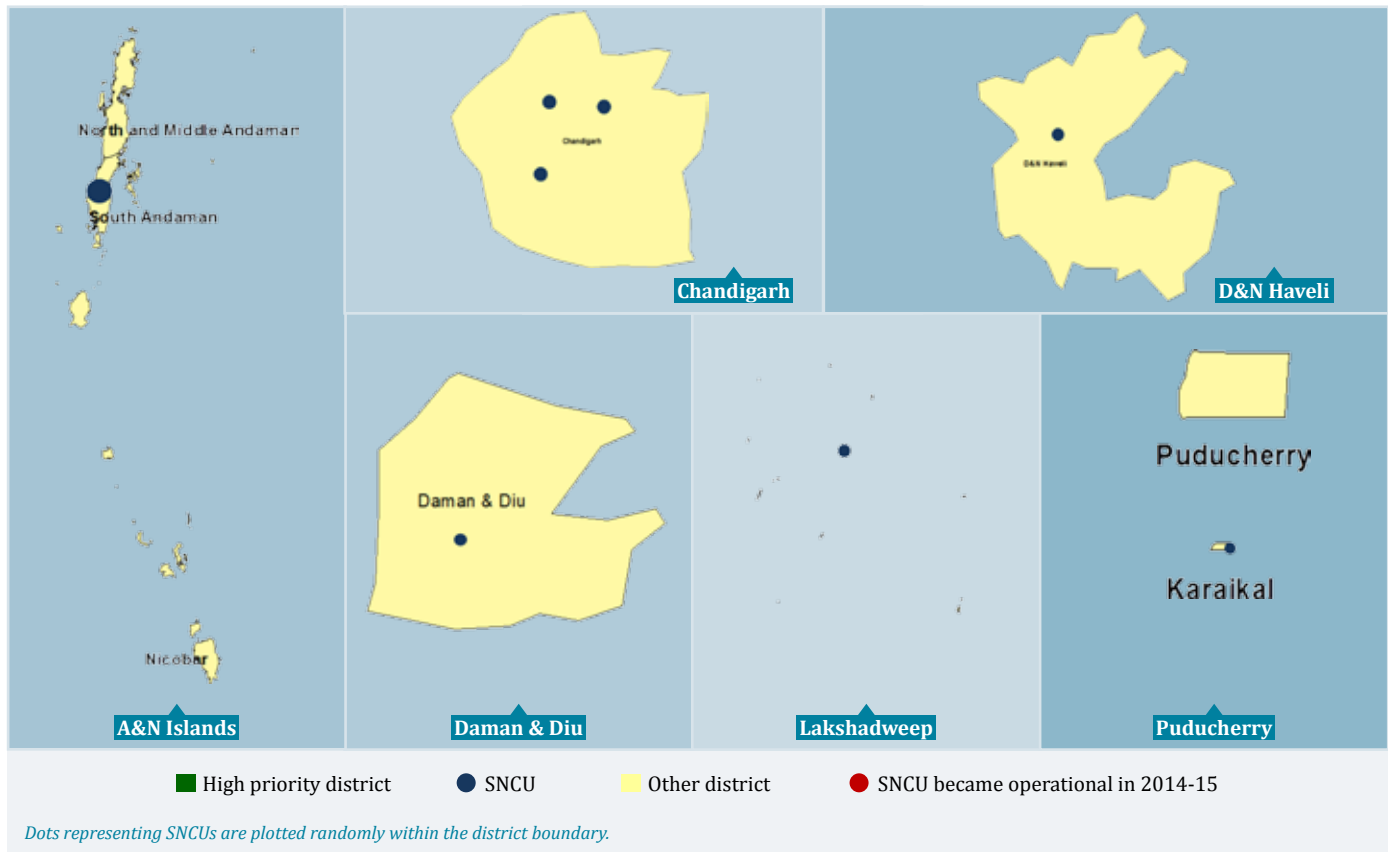 North and Middle Andaman
South Andaman
Nicobar
A&N Islands
Chandigarh
Chandigarh
D&N Haveli
D&N Haveli
Daman & Diu
Daman & Diu
Lakshadweep
Puducherry
Karaikal
Puducherry
High priority district
SNCU
Other district
SNCU became operational in 2014-15
Dots representing SNCUs are plotted randomly within the district boundary.